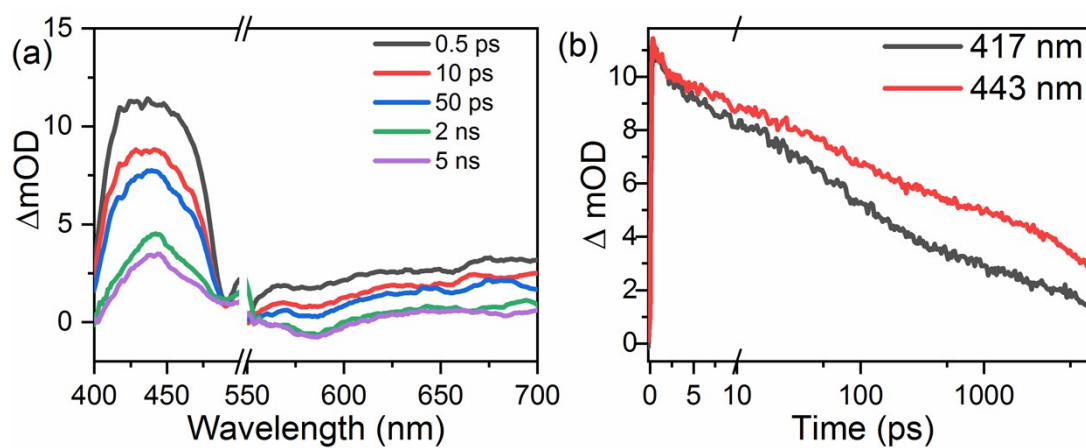 (a)
ΔmOD
15
10
5
0
0.5 ps
10 ps
50 ps
2 ns
5 ns
400 450 500 550 600 650 700
Wavelength (nm)
(b)
Δ mOD
10
8
6
4
2
0
417 nm
443 nm
0 5 10 100 1000
Time (ps)